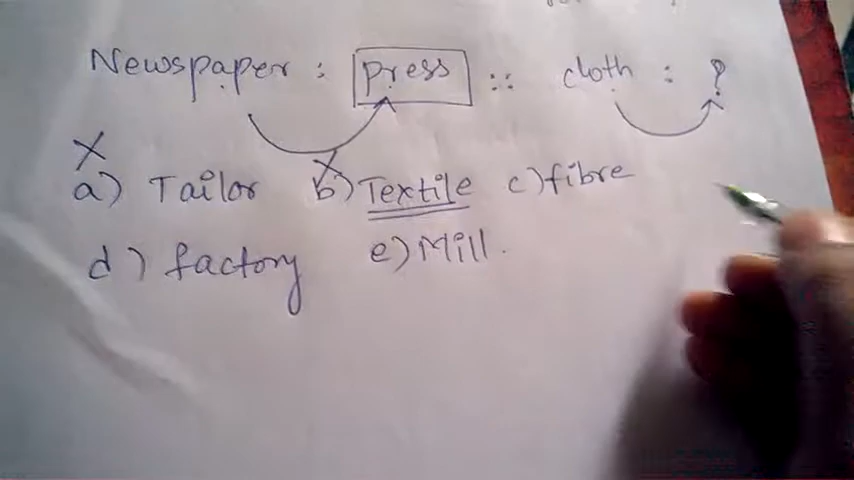 Newspaper : press :: cloth : ?
X X
a) Tailor b) Textile c) fibre
d) factory e) Mill.